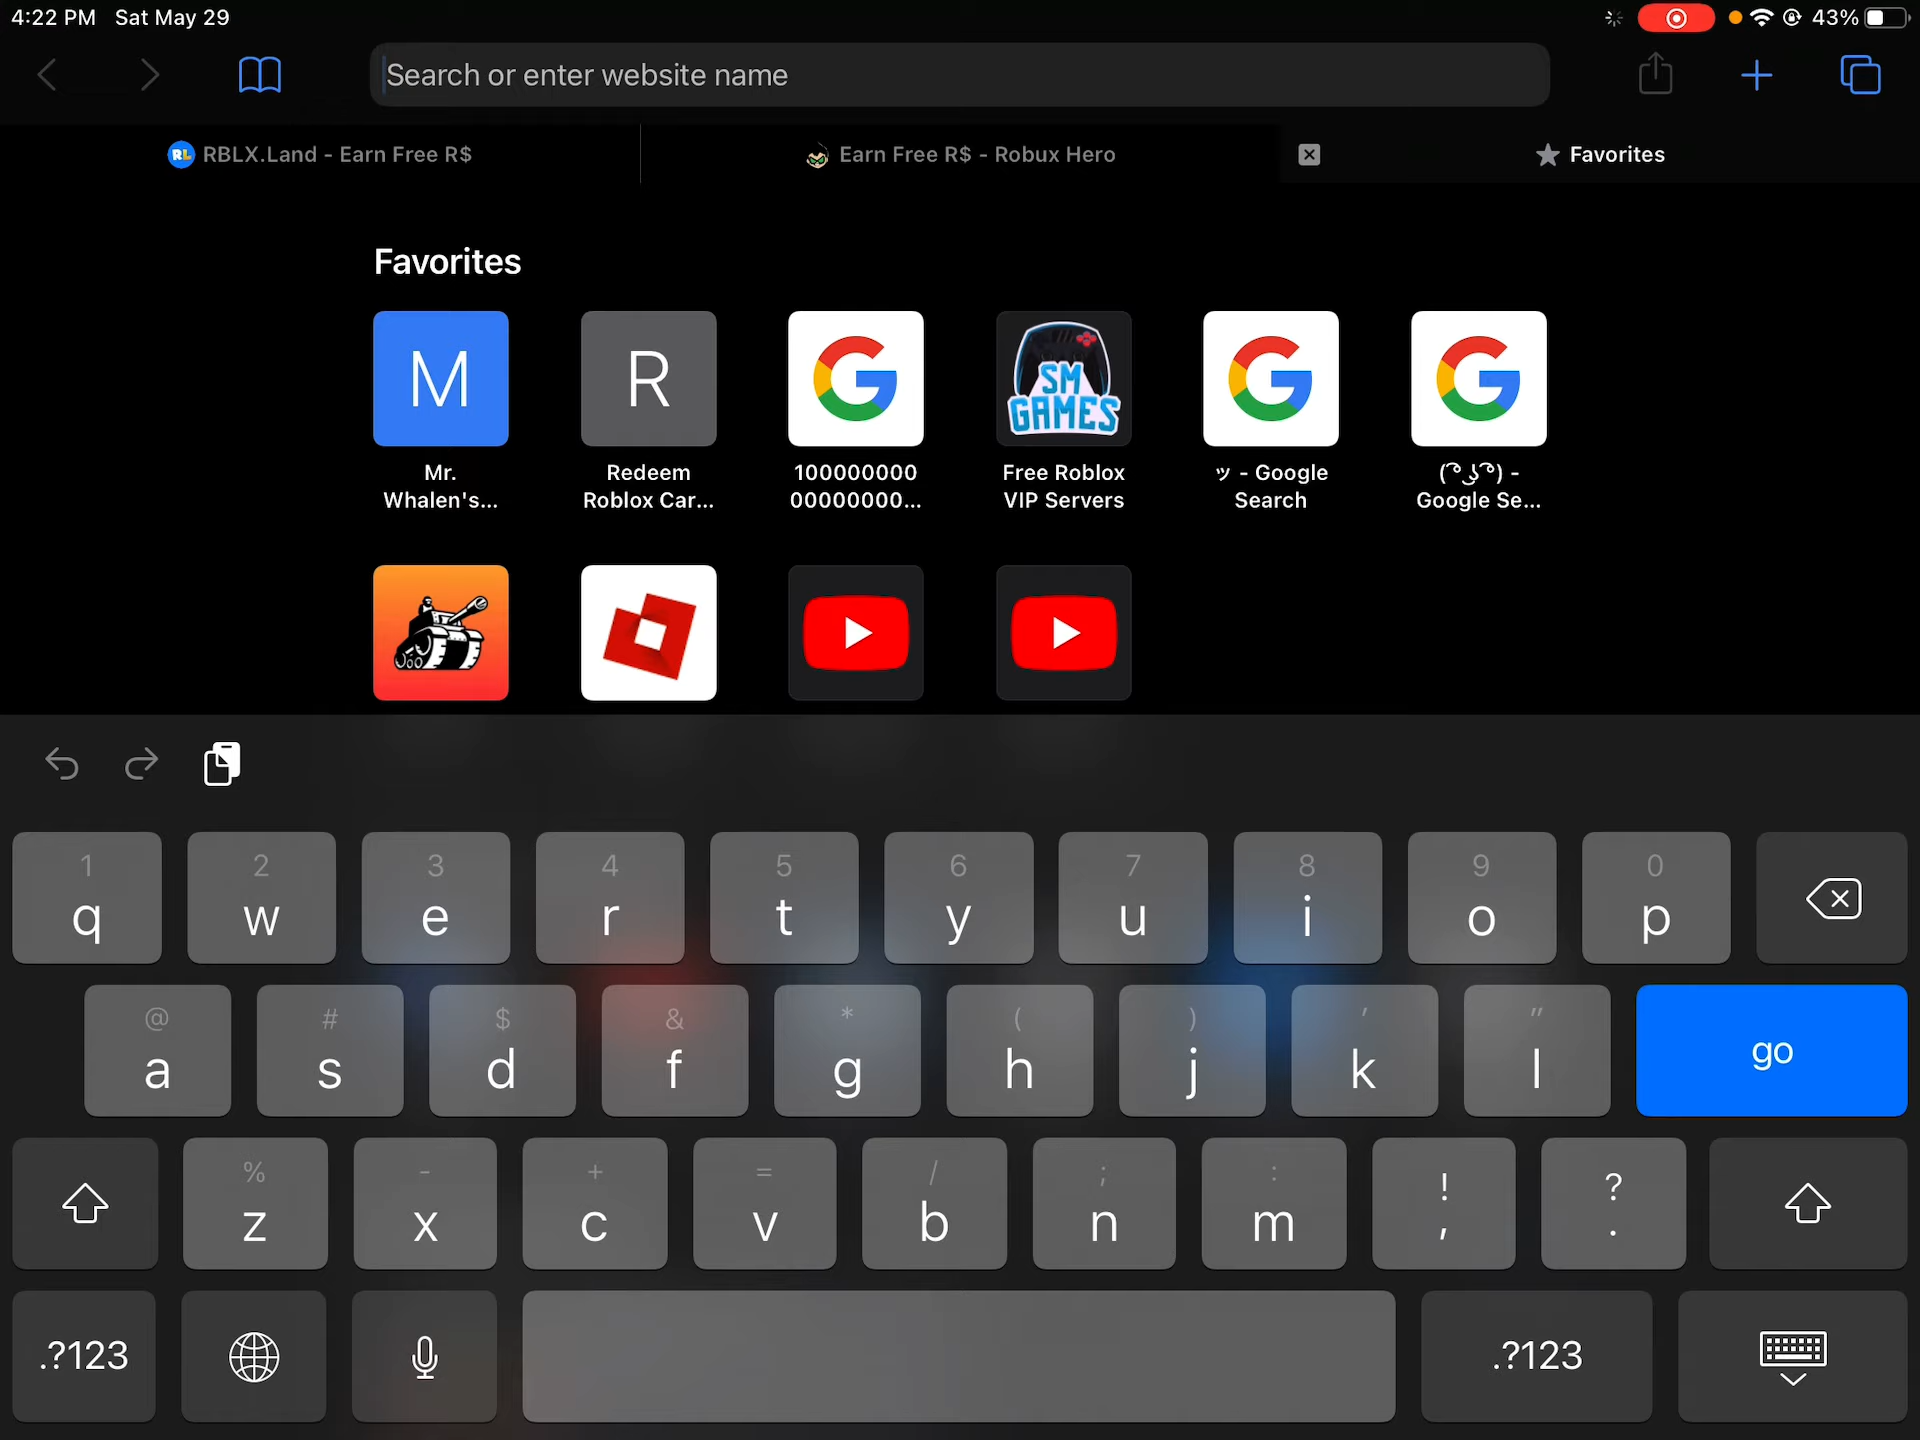 4:22 PM Sat May 29
43%
Search or enter website name
RL RBLX.Land - Earn Free R$
Earn Free R$ - Robux Hero
Favorites
Favorites
M
R
G
SM
GAMES
G
G
Mr.
Whalen's...
Redeem
Roblox Car...
100000000
00000000...
Free Roblox
VIP Servers
ッ - Google
Search
( ͡° ͜ʖ ͡°) -
Google Se...
1 2 3 4 5 6 7 8 9 0
q w e r t y u i o p
@ # $ & * ( ) ' "
a s d f g h j k l go
% - + = / ; : ! ?
z x c v b n m , .
.?123 .?123